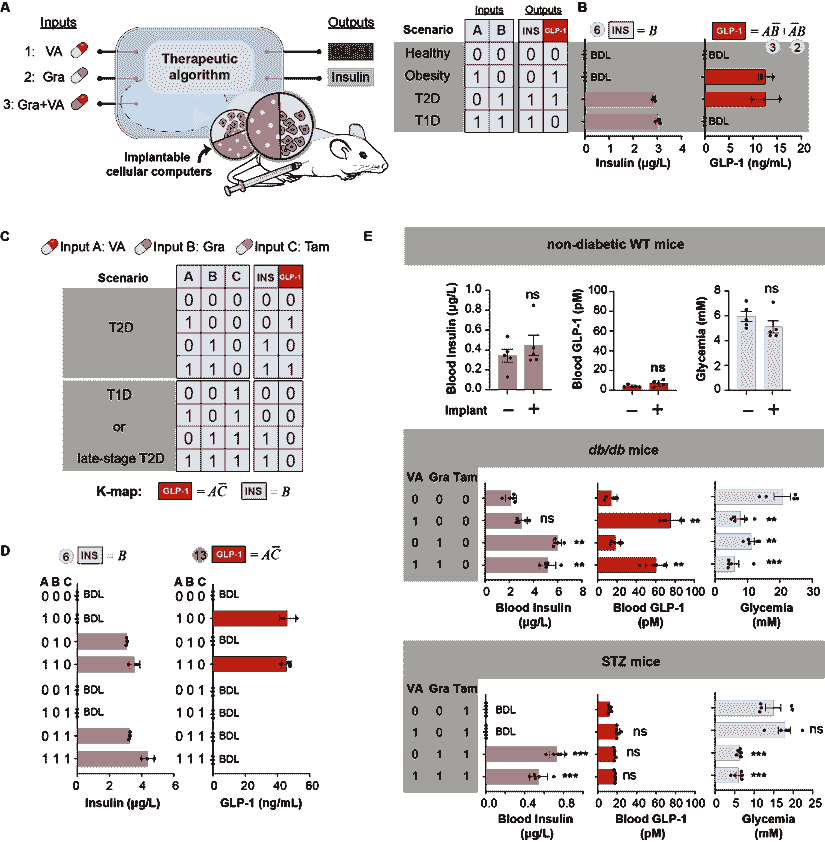 A
Inputs
Outputs
1: VA
2: Gra
3: Gra+VA
Therapeutic
algorithm
GLP-1
Insulin
Implantable
cellular computers
Inputs Outputs
Scenario A B INS GLP-1
Healthy 0 0 0 0
Obesity 1 0 0 1
T2D 0 1 1 1
T1D 1 1 1 0
B
6 INS = B
BDL
BDL
0 1 2 3 4
Insulin (µg/L)
GLP-1 = AB̅ + A̅B
3 2
BDL
BDL
0 5 10 15 20
GLP-1 (ng/mL)
C
Input A: VA Input B: Gra Input C: Tam
Scenario A B C INS GLP-1
T2D
0 0 0 0 0
1 0 0 0 1
0 1 0 1 0
1 1 0 1 1
T1D
or
late-stage T2D
0 0 1 0 0
1 0 1 0 0
0 1 1 1 0
1 1 1 1 0
K-map: GLP-1 = AC̅ INS = B
D
6 INS = B
A B C
0 0 0 BDL
1 0 0 BDL
0 1 0
1 1 0
0 0 1 BDL
1 0 1 BDL
0 1 1
1 1 1
0 2 4 6
Insulin (µg/L)
13 GLP-1 = AC̅
A B C
0 0 0 BDL
1 0 0
0 1 0 BDL
1 1 0
0 0 1 BDL
1 0 1 BDL
0 1 1 BDL
1 1 1 BDL
0 20 40 60
GLP-1 (ng/mL)
E
non-diabetic WT mice
Blood Insulin (µg/L)
1.0
0.8
0.6
0.4
0.2
0.0
ns
Blood GLP-1 (pM)
100
80
60
40
20
0
ns
Glycemia (mM)
8
6
4
2
0
ns
Implant − + − + − +
db/db mice
VA Gra Tam
0 0 0
1 0 0 ns ** **
0 1 0 ** **
1 1 0 ** ** ***
0 2 4 6 8
Blood Insulin
(µg/L)
0 20 40 60 80 100
Blood GLP-1
(pM)
0 10 20 30
Glycemia
(mM)
STZ mice
VA Gra Tam
0 0 1 BDL
1 0 1 BDL ns ns
0 1 1 *** ns ***
1 1 1 *** ns ***
0.0 0.4 0.8
Blood Insulin
(µg/L)
0 20 40 60 80 100
Blood GLP-1
(pM)
0 5 10 15 20 25
Glycemia
(mM)